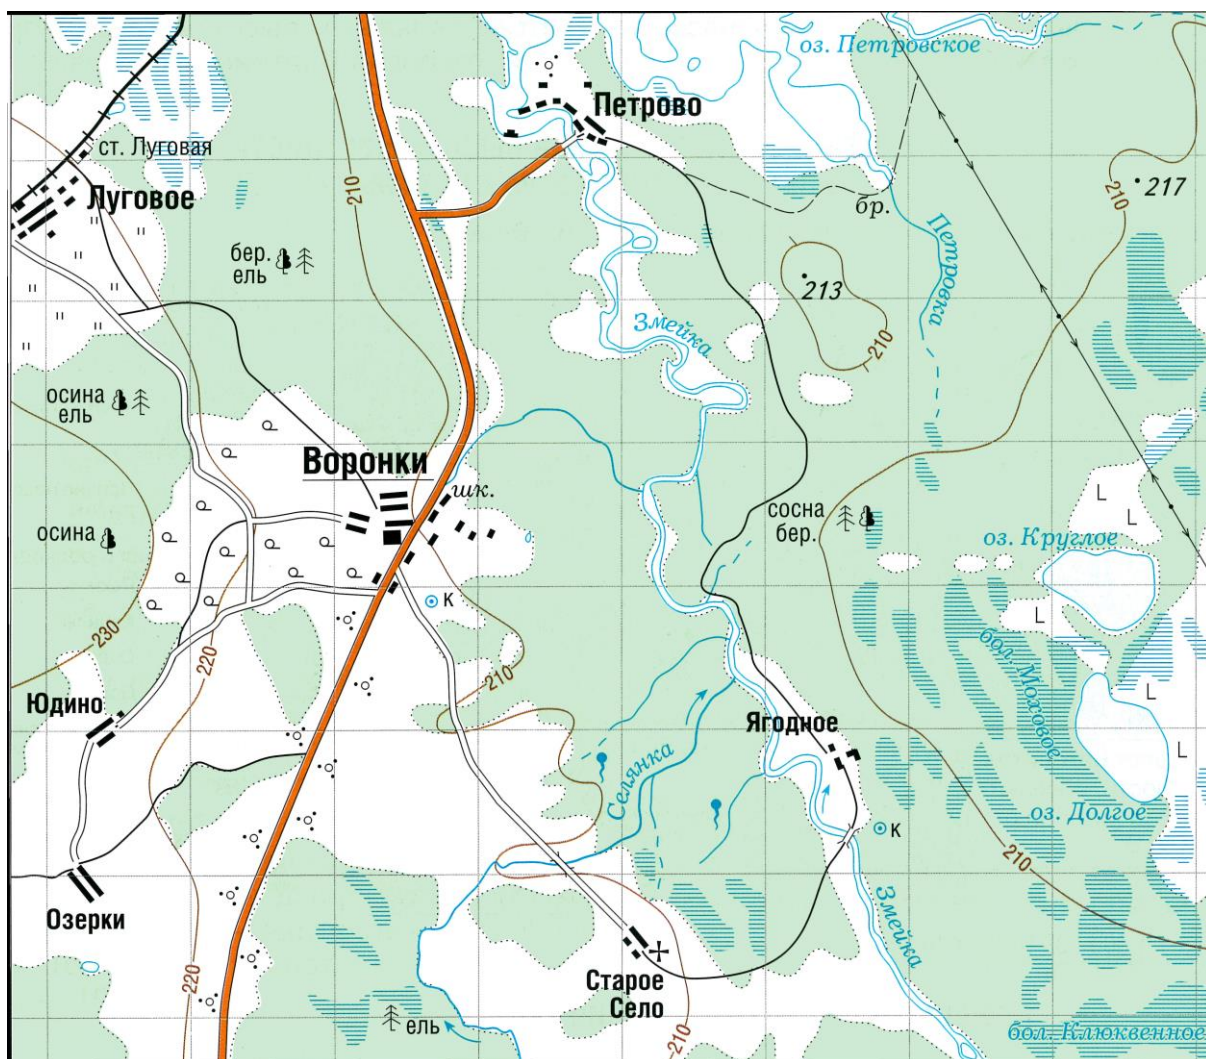 оз. Петровское
Петрово
ст. Луговая
Луговое
210
210
217
бр.
бер.
ель
213
Петровка
Змейка
210
осина
ель
Воронки
шк.
сосна
бер.
осина
оз. Круглое
К
230
220
210
бол. Моховое
Юдино
Ягодное
Селянка
оз. Долгое
К
210
Озерки
Змейка
220
Старое
Село
ель
210
бол. Клюквенное